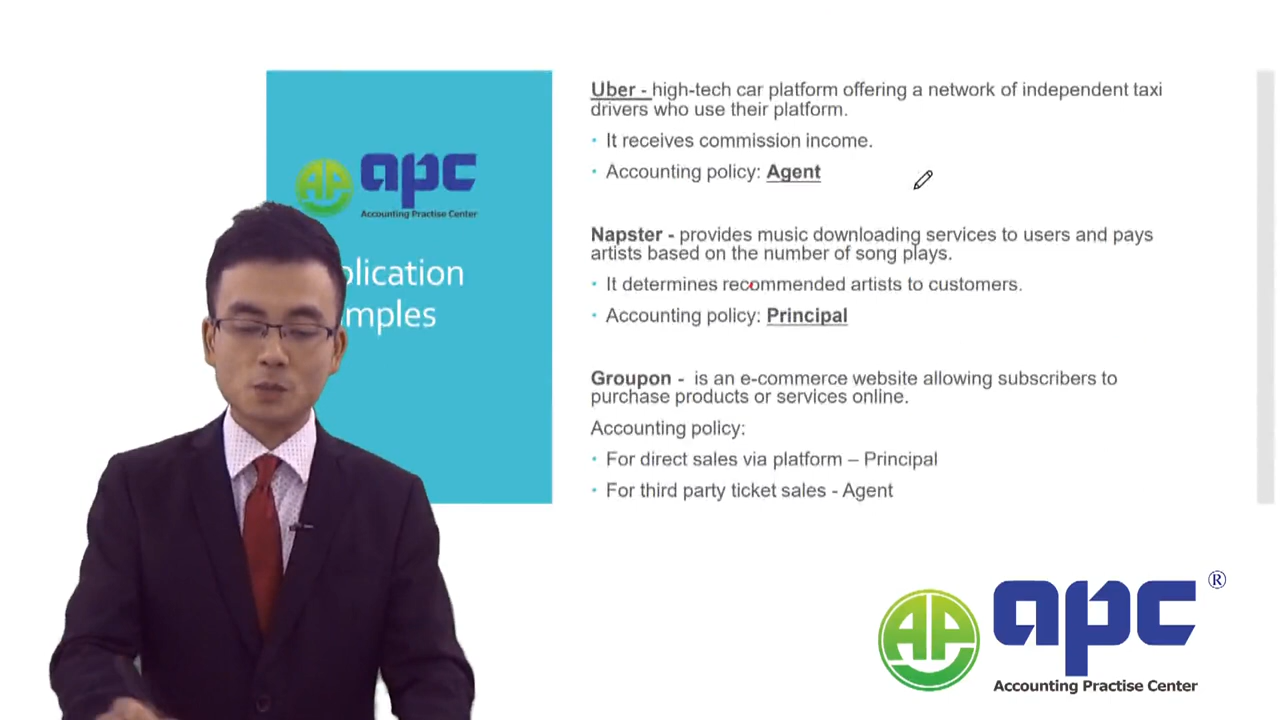 Uber - high-tech car platform offering a network of independent taxi
drivers who use their platform.
• It receives commission income.
• Accounting policy: Agent
Napster - provides music downloading services to users and pays
artists based on the number of song plays.
• It determines recommended artists to customers.
• Accounting policy: Principal
Groupon - is an e-commerce website allowing subscribers to
purchase products or services online.
Accounting policy:
• For direct sales via platform – Principal
• For third party ticket sales - Agent
AP apc
Accounting Practise Center
plication
mples
AP apc ®
Accounting Practise Center